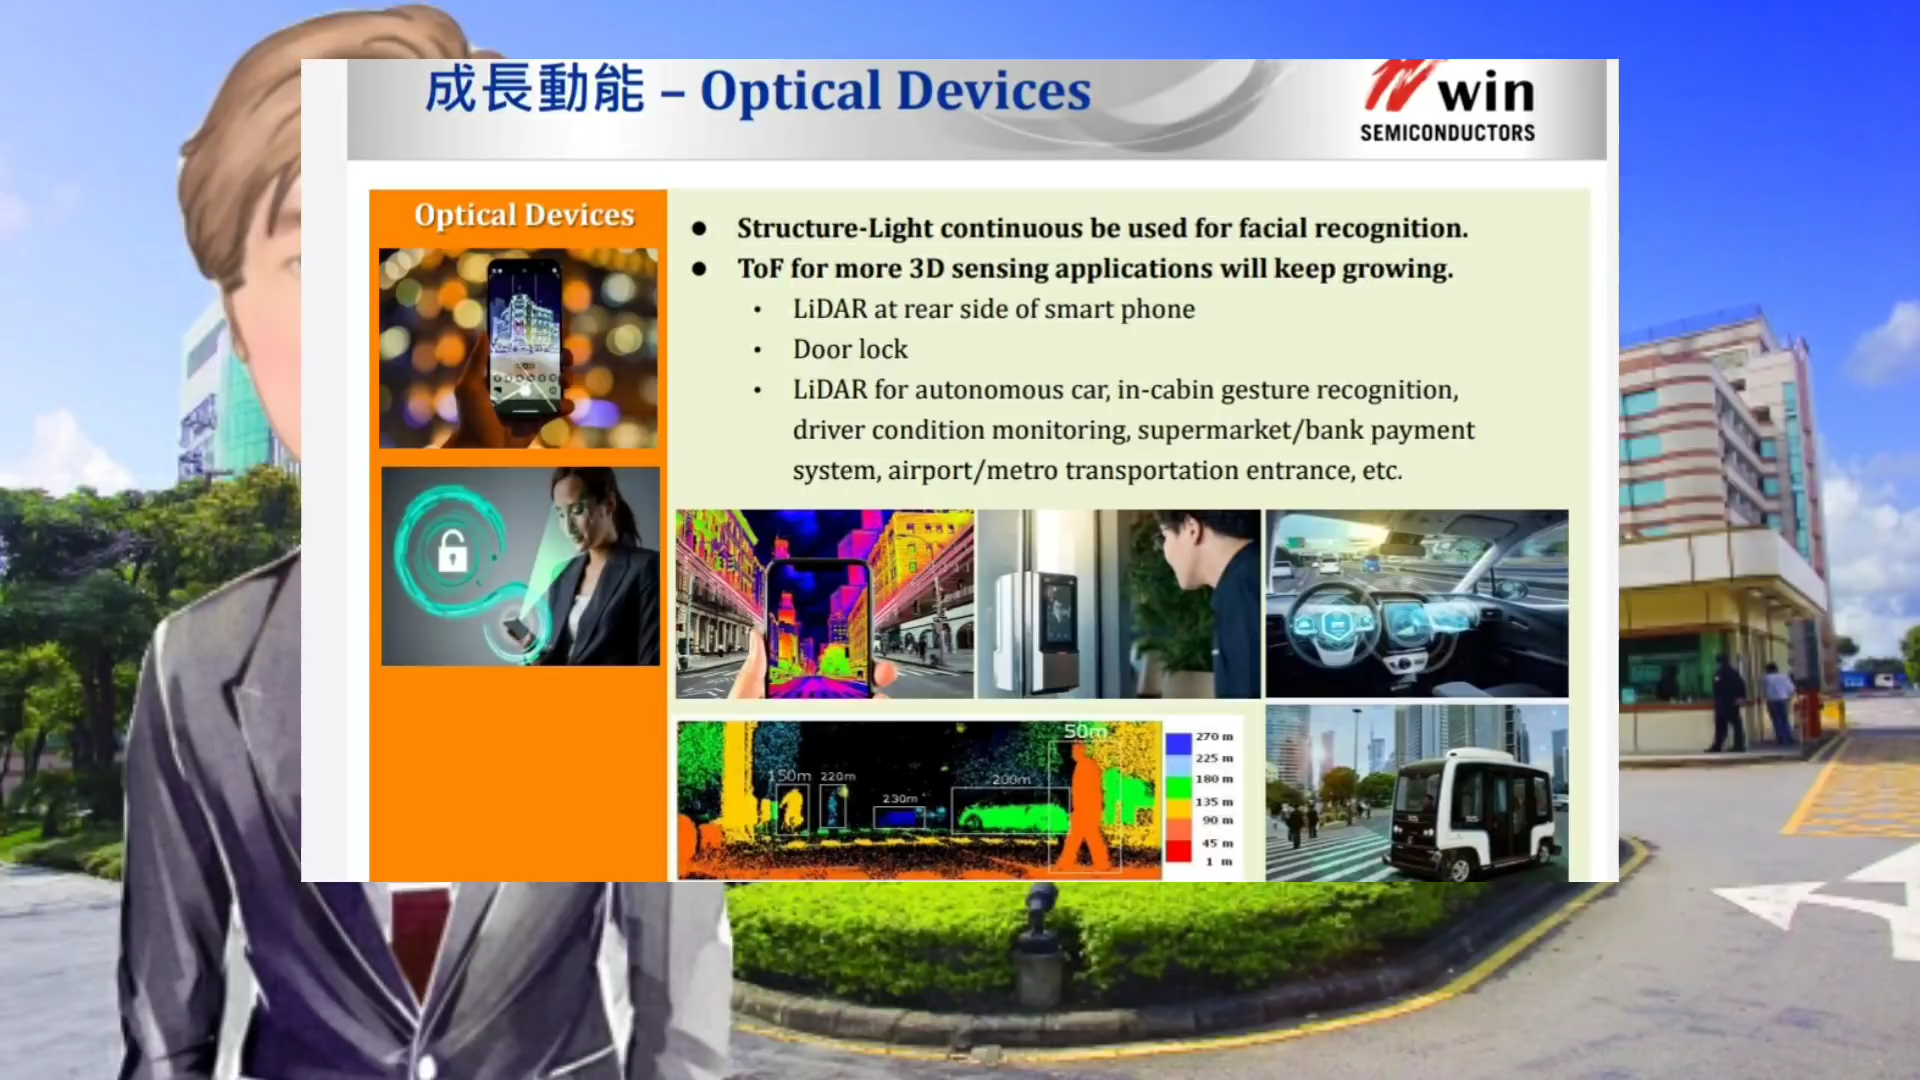 成長動能 – Optical Devices
win
SEMICONDUCTORS
Optical Devices
● Structure-Light continuous be used for facial recognition.
● ToF for more 3D sensing applications will keep growing.
• LiDAR at rear side of smart phone
• Door lock
• LiDAR for autonomous car, in-cabin gesture recognition,
driver condition monitoring, supermarket/bank payment
system, airport/metro transportation entrance, etc.
50m
150m
220m
230m
200m
270 m
225 m
180 m
135 m
90 m
45 m
1 m